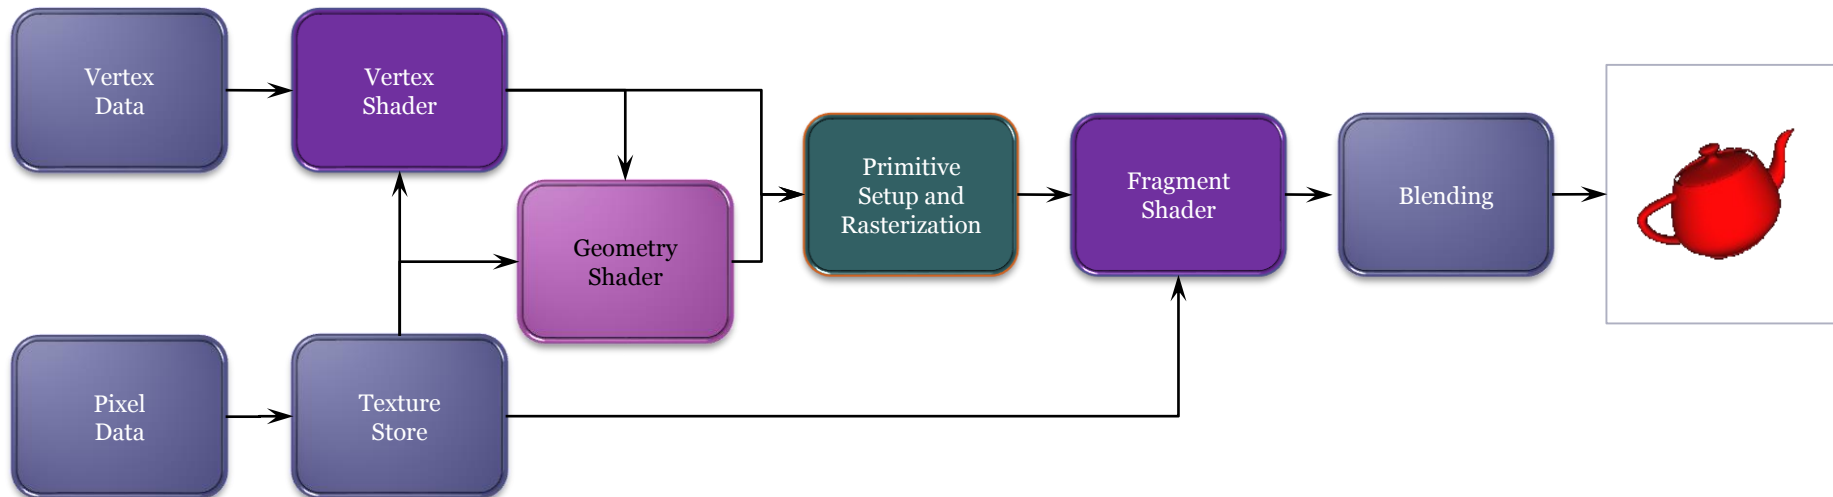 Vertex
Data
Vertex
Shader
Geometry
Shader
Primitive
Setup and
Rasterization
Fragment
Shader
Blending
Pixel
Data
Texture
Store